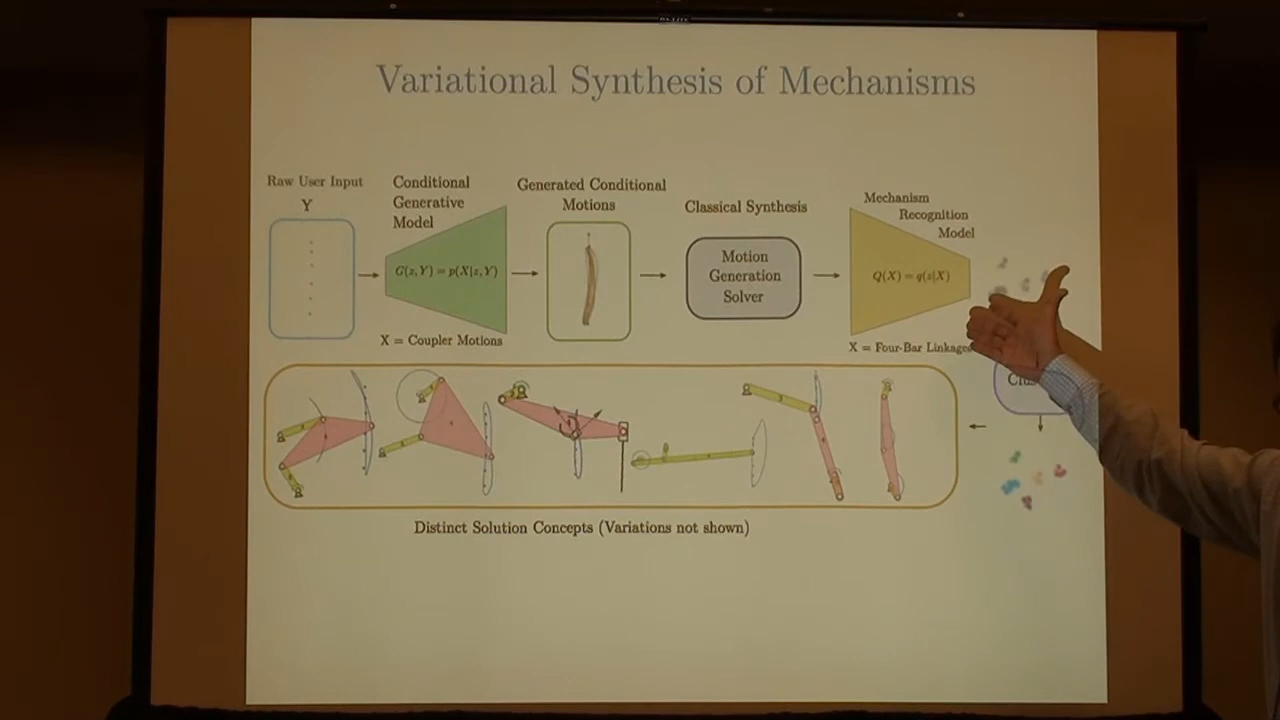 Variational Synthesis of Mechanisms
Raw User Input
Y
Conditional
Generative
Model
G(z,Y) = p(X|z,Y)
X = Coupler Motions
Generated Conditional
Motions
Classical Synthesis
Motion
Generation
Solver
Mechanism
Recognition
Model
Q(X) = q(z|X)
X = Four-Bar Linkages
Distinct Solution Concepts (Variations not shown)